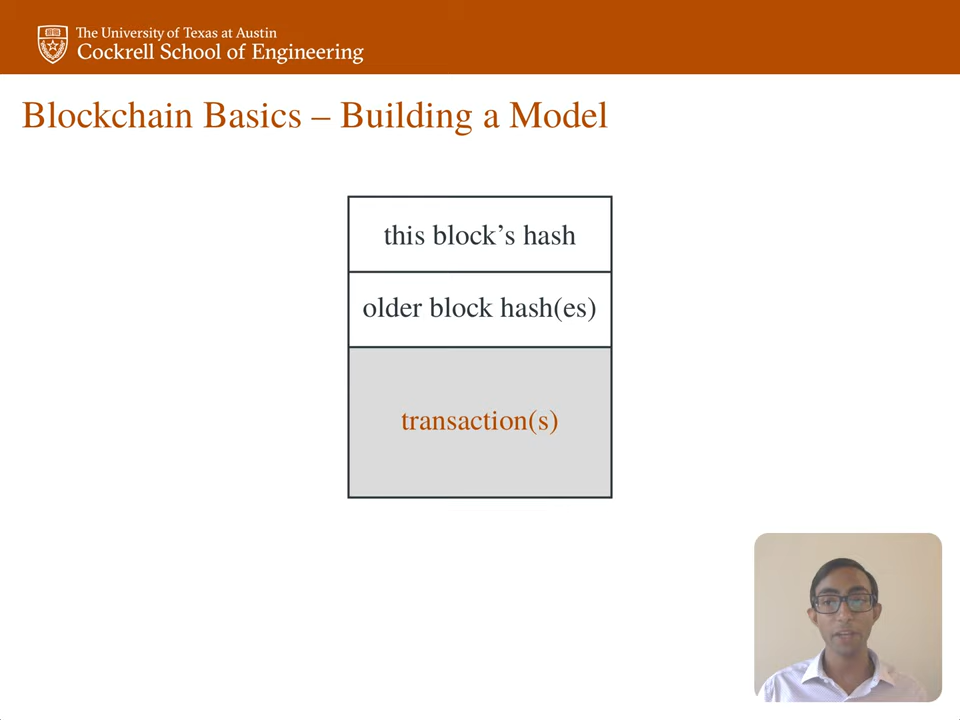 The University of Texas at Austin
Cockrell School of Engineering
Blockchain Basics – Building a Model
this block’s hash
older block hash(es)
transaction(s)